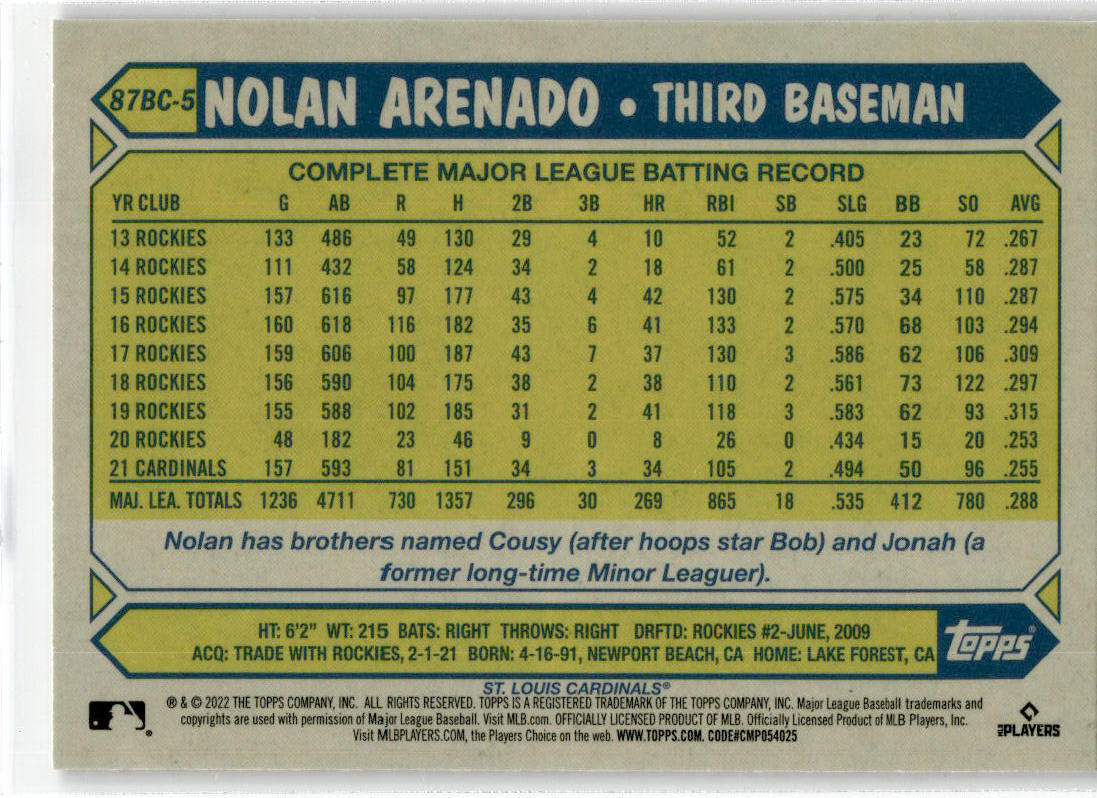 87BC-5 NOLAN ARENADO • THIRD BASEMAN
COMPLETE MAJOR LEAGUE BATTING RECORD
YR CLUB G AB R H 2B 3B HR RBI SB SLG BB SO AVG
13 ROCKIES 133 486 49 130 29 4 10 52 2 .405 23 72 .267
14 ROCKIES 111 432 58 124 34 2 18 61 2 .500 25 58 .287
15 ROCKIES 157 616 97 177 43 4 42 130 2 .575 34 110 .287
16 ROCKIES 160 618 116 182 35 6 41 133 2 .570 68 103 .294
17 ROCKIES 159 606 100 187 43 7 37 130 3 .586 62 106 .309
18 ROCKIES 156 590 104 175 38 2 38 110 2 .561 73 122 .297
19 ROCKIES 155 588 102 185 31 2 41 118 3 .583 62 93 .315
20 ROCKIES 48 182 23 46 9 0 8 26 0 .434 15 20 .253
21 CARDINALS 157 593 81 151 34 3 34 105 2 .494 50 96 .255
MAJ. LEA. TOTALS 1236 4711 730 1357 296 30 269 865 18 .535 412 780 .288
Nolan has brothers named Cousy (after hoops star Bob) and Jonah (a
former long-time Minor Leaguer).
HT: 6'2" WT: 215 BATS: RIGHT THROWS: RIGHT DRFTD: ROCKIES #2-JUNE, 2009
ACQ: TRADE WITH ROCKIES, 2-1-21 BORN: 4-16-91, NEWPORT BEACH, CA HOME: LAKE FOREST, CA
topps®
ST. LOUIS CARDINALS®
® & © 2022 THE TOPPS COMPANY, INC. ALL RIGHTS RESERVED. TOPPS IS A REGISTERED TRADEMARK OF THE TOPPS COMPANY, INC. Major League Baseball trademarks and
copyrights are used with permission of Major League Baseball. Visit MLB.com. OFFICIALLY LICENSED PRODUCT OF MLB. Officially Licensed Product of MLB Players, Inc.
Visit MLBPLAYERS.COM, the Players Choice on the web. WWW.TOPPS.COM. CODE#CMP054025
MLB PLAYERS